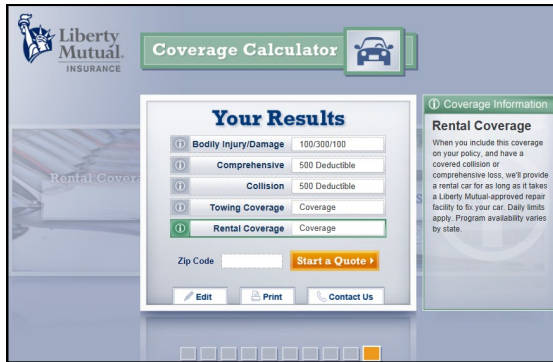 Liberty
Mutual.
INSURANCE
Coverage Calculator
Your Results
Bodily Injury/Damage 100/300/100
Comprehensive 500 Deductible
Collision 500 Deductible
Towing Coverage Coverage
Rental Coverage Coverage
Zip Code Start a Quote
Edit Print Contact Us
Rental Covera
S
Coverage Information
Rental Coverage
When you include this coverage
on your policy, and have a
covered collision or
comprehensive loss, we'll provide
a rental car for as long as it takes
a Liberty Mutual-approved repair
facility to fix your car. Daily limits
apply. Program availability varies
by state.